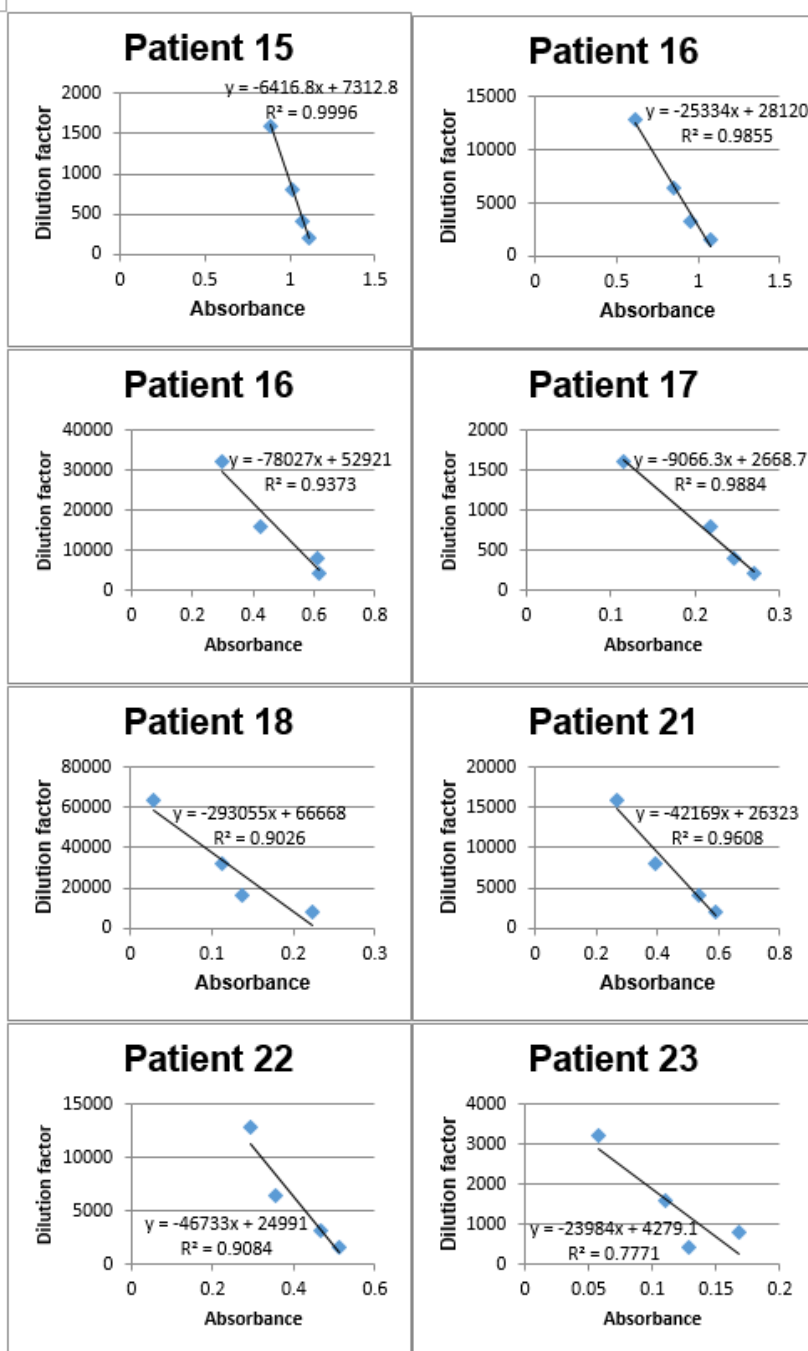 Patient 15
y = -6416.8x + 7312.8
R² = 0.9996
2000
1500
1000
500
0
0 0.5 1 1.5
Dilution factor
Absorbance
Patient 16
y = -25334x + 28120
R² = 0.9855
15000
10000
5000
0
0 0.5 1 1.5
Dilution factor
Absorbance
Patient 16
y = -78027x + 52921
R² = 0.9373
40000
30000
20000
10000
0
0 0.2 0.4 0.6 0.8
Dilution factor
Absorbance
Patient 17
y = -9066.3x + 2668.7
R² = 0.9884
2000
1500
1000
500
0
0 0.1 0.2 0.3
Dilution factor
Absorbance
Patient 18
y = -293055x + 66668
R² = 0.9026
80000
60000
40000
20000
0
0 0.1 0.2 0.3
Dilution factor
Absorbance
Patient 21
y = -42169x + 26323
R² = 0.9608
20000
15000
10000
5000
0
0 0.2 0.4 0.6 0.8
Dilution factor
Absorbance
Patient 22
y = -46733x + 24991
R² = 0.9084
15000
10000
5000
0
0 0.2 0.4 0.6
Dilution factor
Absorbance
Patient 23
y = -23984x + 4279.1
R² = 0.7771
4000
3000
2000
1000
0
0 0.05 0.1 0.15 0.2
Dilution factor
Absorbance